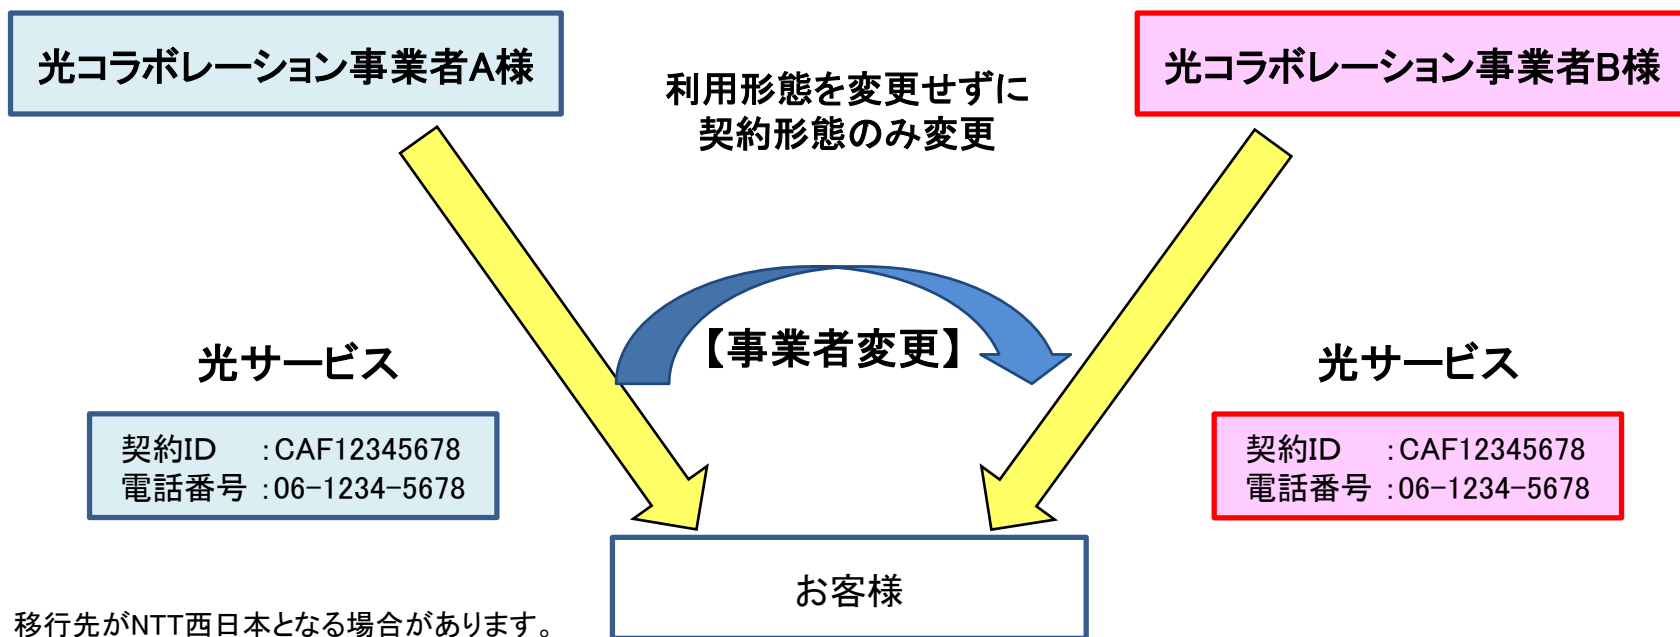 光コラボレーション事業者A様
光コラボレーション事業者B様
利用形態を変更せずに
契約形態のみ変更
【事業者変更】
光サービス
契約ID :CAF12345678
電話番号 :06-1234-5678
光サービス
契約ID :CAF12345678
電話番号 :06-1234-5678
お客様
移行先がNTT西日本となる場合があります。